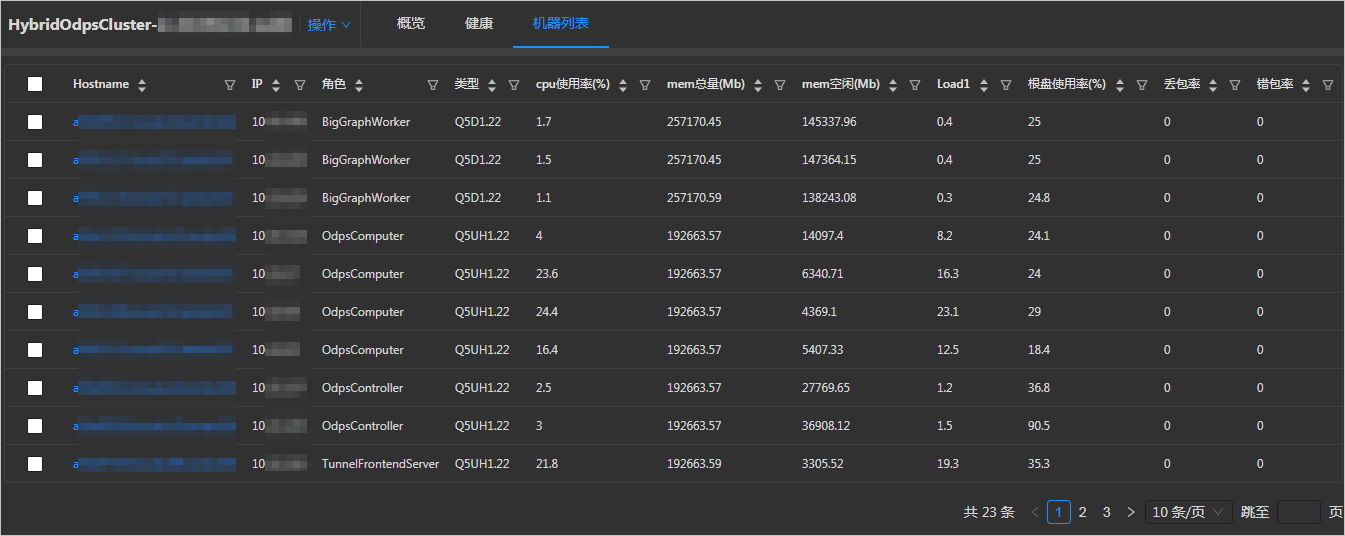 HybridOdpsCluster- 操作 概览 健康 机器列表
Hostname IP 角色 类型 cpu使用率(%) mem总量(Mb) mem空闲(Mb) Load1 根盘使用率(%) 丢包率 错包率
a 10 BigGraphWorker Q5D1.22 1.7 257170.45 145337.96 0.4 25 0 0
a 10 BigGraphWorker Q5D1.22 1.5 257170.45 147364.15 0.4 25 0 0
a 10 BigGraphWorker Q5D1.22 1.1 257170.59 138243.08 0.3 24.8 0 0
a 10 OdpsComputer Q5UH1.22 4 192663.57 14097.4 8.2 24.1 0 0
a 10 OdpsComputer Q5UH1.22 23.6 192663.57 6340.71 16.3 24 0 0
a 10 OdpsComputer Q5UH1.22 24.4 192663.57 4369.1 23.1 29 0 0
a 10 OdpsComputer Q5UH1.22 16.4 192663.57 5407.33 12.5 18.4 0 0
a 10 OdpsController Q5UH1.22 2.5 192663.57 27769.65 1.2 36.8 0 0
a 10 OdpsController Q5UH1.22 3 192663.57 36908.12 1.5 90.5 0 0
a 10 TunnelFrontendServer Q5UH1.22 21.8 192663.59 3305.52 19.3 35.3 0 0
共 23 条 < 1 2 3 > 10 条/页 跳至 页